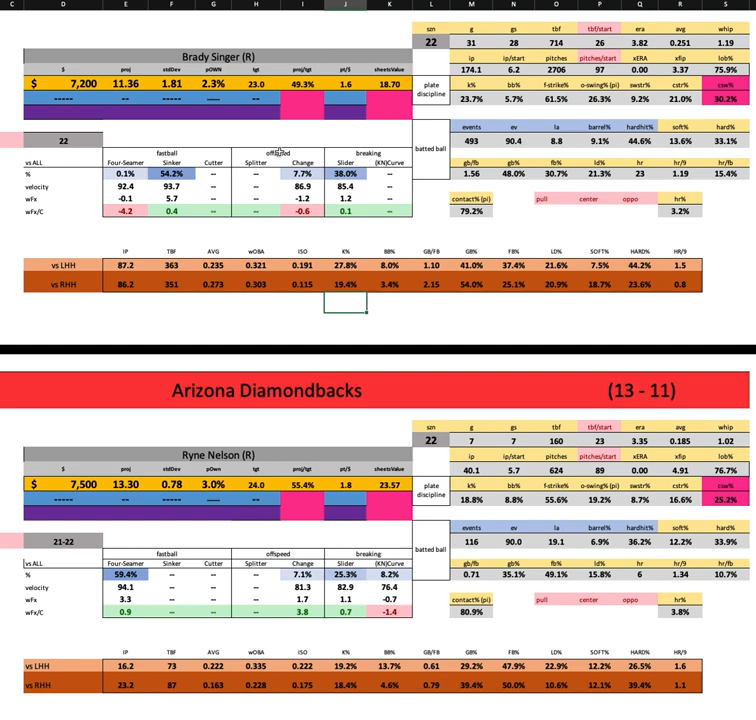 C D E F G H I J K L M N O P Q R S
szn g gs tbf tbf/start era avg whip
22 31 28 714 26 3.82 0.251 1.19
Brady Singer (R)
ip ip/start pitches pitches/start xERA xfip lob%
$ proj stdDev pOWN tgt proj/tgt pt/$ sheetsValue
174.1 6.2 2706 97 0.00 3.37 75.9%
$ 7,200 11.36 1.81 2.3% 23.0 49.3% 1.6 18.70
plate discipline
k% bb% f-strike% o-swing% (pi) swstr% cstr% csw%
----- -- ----- --
23.7% 5.7% 61.5% 26.3% 9.2% 21.0% 30.2%
events ev la barrel% hardhit% soft% hard%
22
493 90.4 8.8 9.1% 44.6% 13.6% 33.1%
batted ball
fastball offspeed breaking
vs ALL Four-Seamer Sinker Cutter Splitter Change Slider (KN)Curve
gb/fb gb% fb% ld% hr hr/9 hr/fb
% 0.1% 54.2% -- -- 7.7% 38.0% --
1.56 48.0% 30.7% 21.3% 23 1.19 15.4%
velocity 92.4 93.7 -- -- 86.9 85.4 --
wFx -0.1 5.7 -- -- -1.2 1.2 --
contact% (pi) pull center oppo hr%
wFx/C -4.2 0.4 -- -- -0.6 0.1 --
79.2% 3.2%
IP TBF AVG wOBA ISO K% BB% GB/FB GB% FB% LD% SOFT% HARD% HR/9
vs LHH 87.2 363 0.235 0.321 0.191 27.8% 8.0% 1.10 41.0% 37.4% 21.6% 7.5% 44.2% 1.5
vs RHH 86.2 351 0.273 0.303 0.115 19.4% 3.4% 2.15 54.0% 25.1% 20.9% 18.7% 23.6% 0.8
Arizona Diamondbacks (13 - 11)
szn g gs tbf tbf/start era avg whip
22 7 7 160 23 3.35 0.185 1.02
Ryne Nelson (R)
ip ip/start pitches pitches/start xERA xfip lob%
$ proj stdDev pOwn tgt proj/tgt pt/$ sheetsValue
40.1 5.7 624 89 0.00 4.91 76.7%
$ 7,500 13.30 0.78 3.0% 24.0 55.4% 1.8 23.57
plate discipline
k% bb% f-strike% o-swing% (pi) swstr% cstr% csw%
----- -- -- ----- --
18.8% 8.8% 55.6% 19.2% 8.7% 16.6% 25.2%
events ev la barrel% hardhit% soft% hard%
21-22
116 90.0 19.1 6.9% 36.2% 12.2% 33.9%
batted ball
fastball offspeed breaking
vs ALL Four-Seamer Sinker Cutter Splitter Change Slider (KN)Curve
gb/fb gb% fb% ld% hr hr/9 hr/fb
% 59.4% -- -- -- 7.1% 25.3% 8.2%
0.71 35.1% 49.1% 15.8% 6 1.34 10.7%
velocity 94.1 -- -- -- 81.3 82.9 76.4
wFx 3.3 -- -- -- 1.7 1.1 -0.7
contact% (pi) pull center oppo hr%
wFx/C 0.9 -- -- -- 3.8 0.7 -1.4
80.9% 3.8%
IP TBF AVG wOBA ISO K% BB% GB/FB GB% FB% LD% SOFT% HARD% HR/9
vs LHH 16.2 73 0.222 0.335 0.222 19.2% 13.7% 0.61 29.2% 47.9% 22.9% 12.2% 26.5% 1.6
vs RHH 23.2 87 0.163 0.228 0.175 18.4% 4.6% 0.79 39.4% 50.0% 10.6% 12.1% 39.4% 1.1